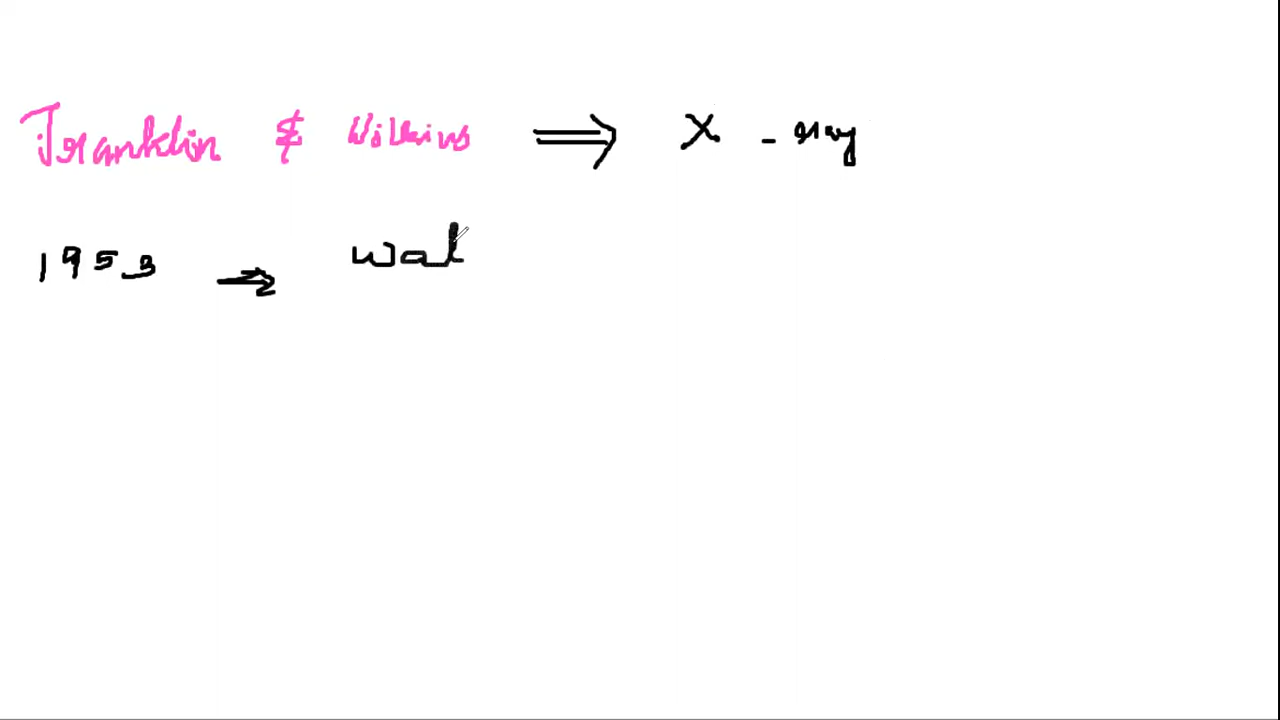 Franklin & Wilkins ⇒ X - ray
1953 → Wat